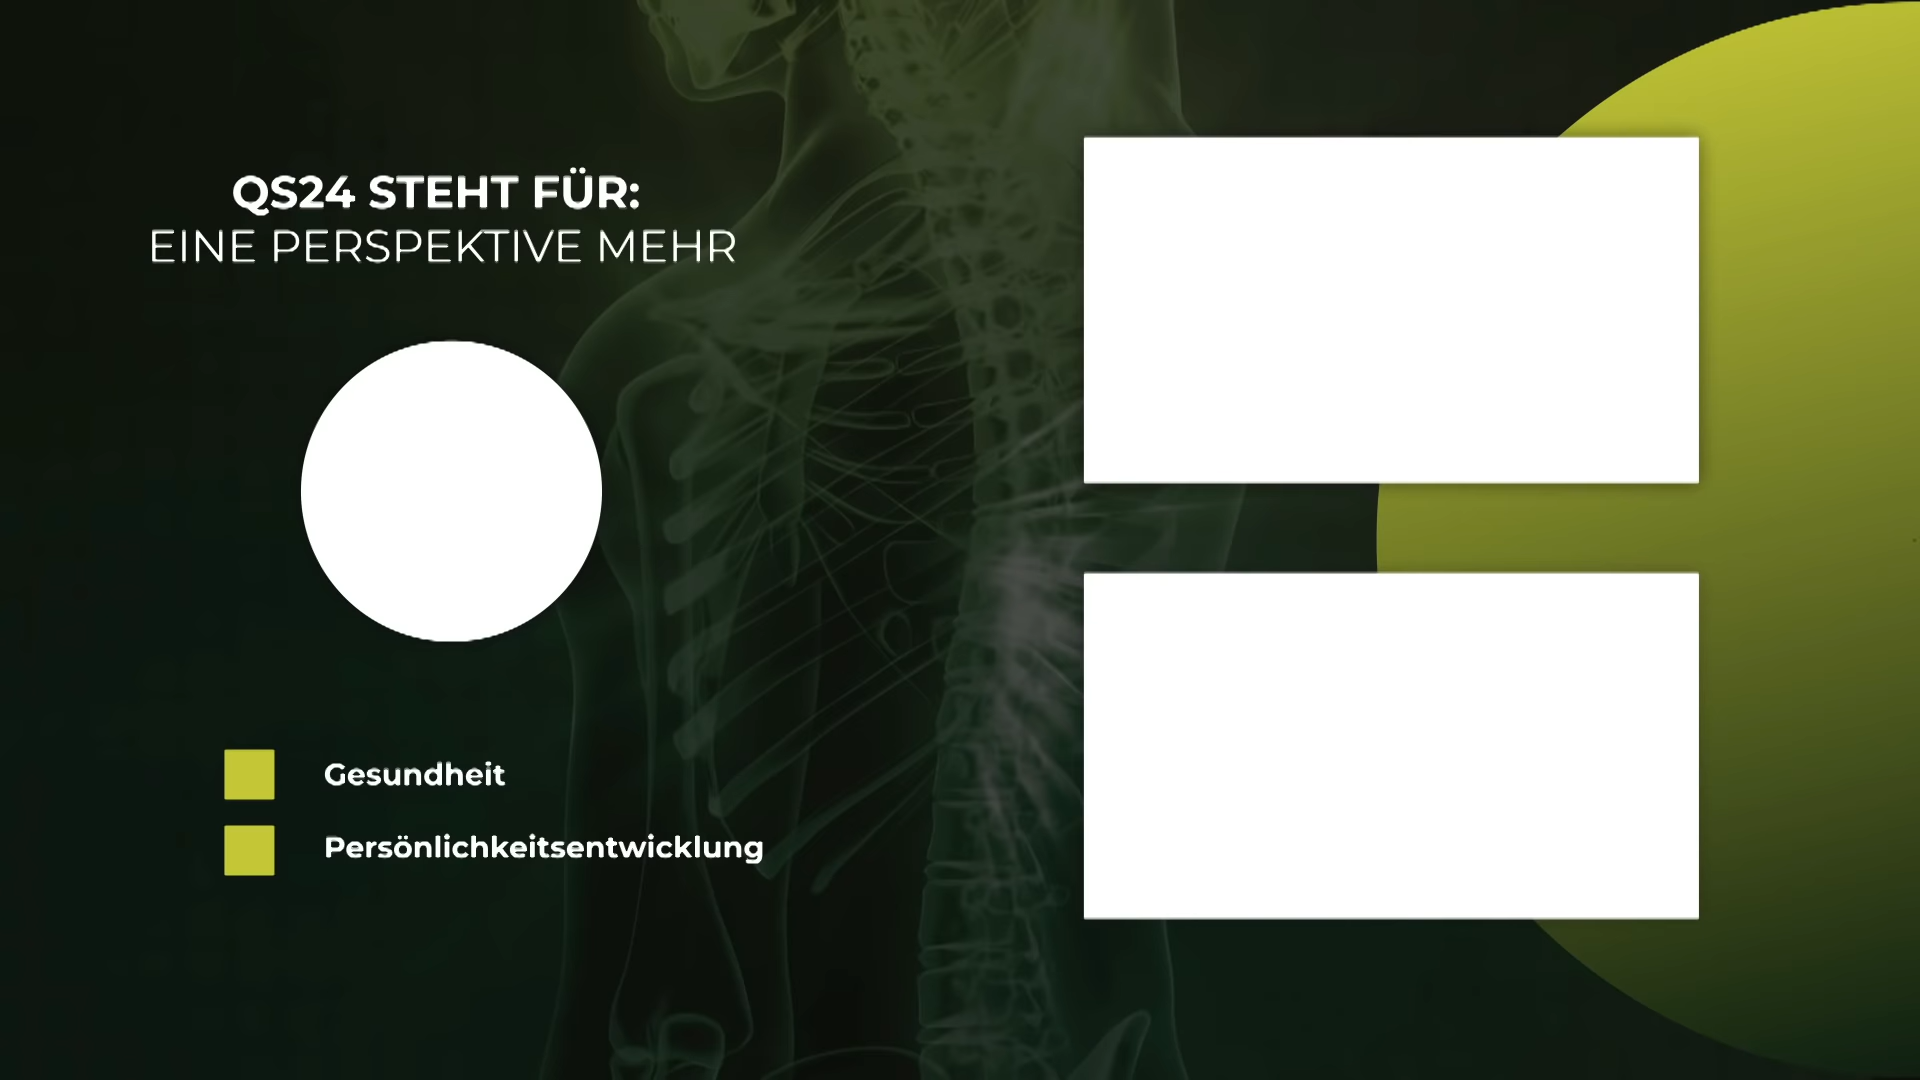 QS24 STEHT FÜR:
EINE PERSPEKTIVE MEHR
Gesundheit
Persönlichkeitsentwicklung